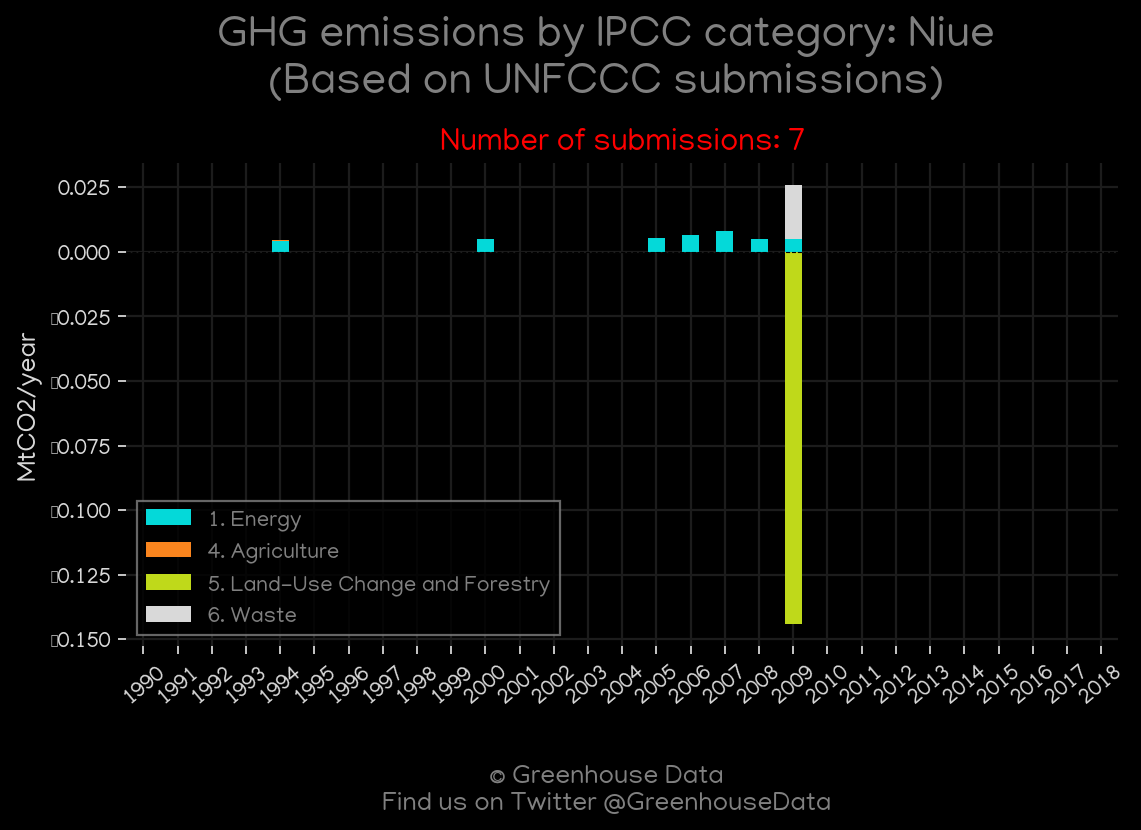 GHG emissions by IPCC category: Niue
(Based on UNFCCC submissions)
Number of submissions: 7
MtCO2/year
0.025
0.000
▯0.025
▯0.050
▯0.075
▯0.100
▯0.125
▯0.150
1. Energy
4. Agriculture
5. Land-Use Change and Forestry
6. Waste
1990 1991 1992 1993 1994 1995 1996 1997 1998 1999 2000 2001 2002 2003 2004 2005 2006 2007 2008 2009 2010 2011 2012 2013 2014 2015 2016 2017 2018
© Greenhouse Data
Find us on Twitter @GreenhouseData